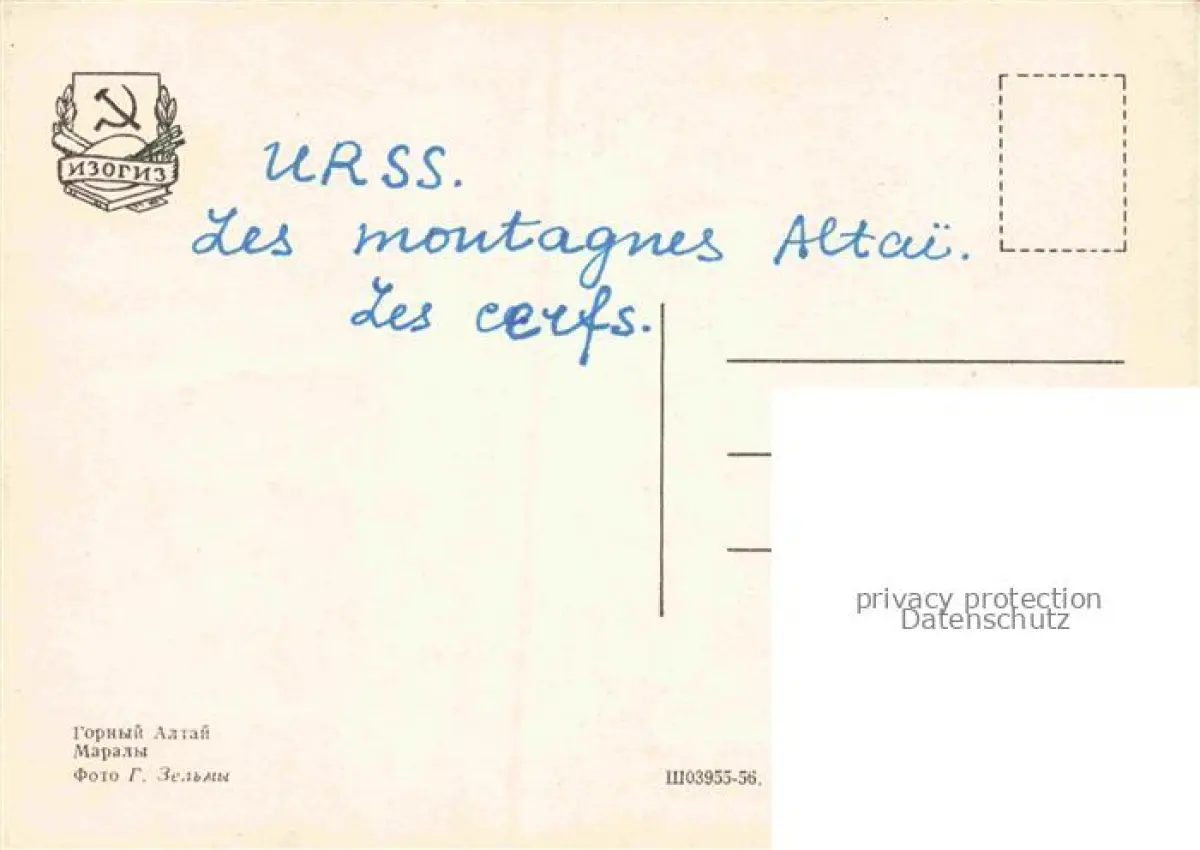 ИЗОГИЗ
URSS.
Les montagnes Altaï.
Les cerfs.
privacy protection
Datenschutz
Горный Алтай
Маралы
Фото Г. Зельмы
Ш03955-56.